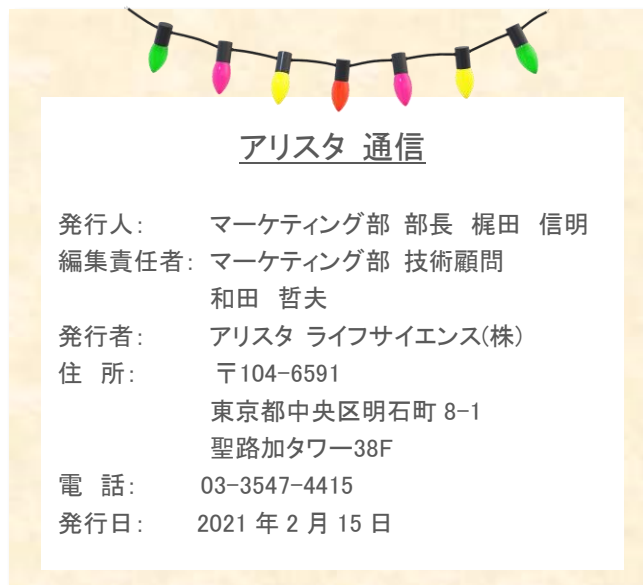 アリスタ 通信
発行人: マーケティング部 部長 梶田 信明
編集責任者: マーケティング部 技術顧問
和田 哲夫
発行者: アリスタ ライフサイエンス(株)
住 所: 〒104-6591
東京都中央区明石町 8-1
聖路加タワー38F
電 話: 03-3547-4415
発行日: 2021 年 2 月 15 日